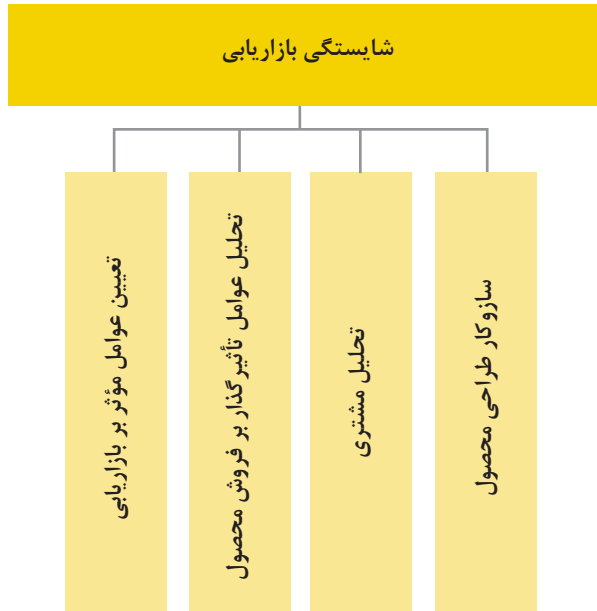 شایستگی بازاریابی
سازوکار طراحی محصول
تحلیل مشتری
تحلیل عوامل تأثیرگذار بر فروش محصول
تعیین عوامل مؤثر بر بازاریابی